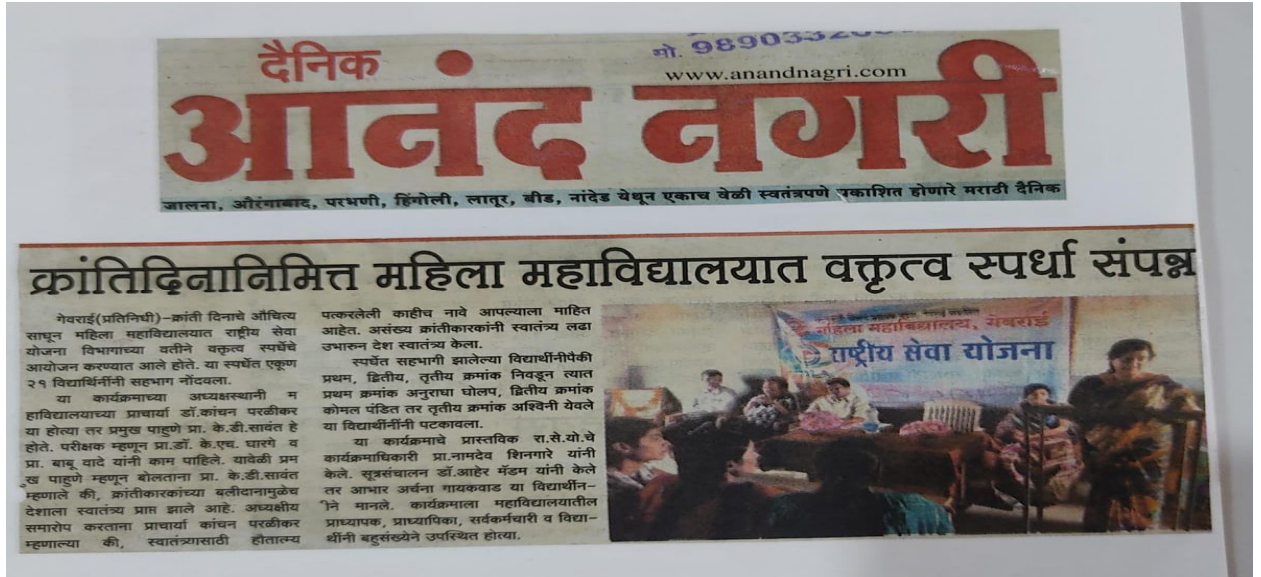 दैनिक
मो. 9890332
www.anandnagri.com
आनंद नगरी
जालना, औरंगाबाद, परभणी, हिंगोली, लातूर, बीड, नांदेड येथून एकाच वेळी स्वतंत्रपणे प्रकाशित होणारे मराठी दैनिक
क्रांतिदिनानिमित्त महिला महाविद्यालयात वक्तृत्व स्पर्धा संपन्न
गेवराई(प्रतिनिधी)-क्रांती दिनाचे औचित्य
साधून महिला महाविद्यालयात राष्ट्रीय सेवा
योजना विभागाच्या वतीने वक्तृत्व स्पर्धेचे
आयोजन करण्यात आले होते. या स्पर्धेत एकूण
२१ विद्यार्थिनींनी सहभाग नोंदवला.
या कार्यक्रमाच्या अध्यक्षस्थानी म
हाविद्यालयाच्या प्राचार्या डॉ.कांचन परळीकर
या होत्या तर प्रमुख पाहुणे प्रा. के.डी.सावंत हे
होते. परीक्षक म्हणून प्रा.डॉ. के.एच. घारगे व
प्रा. बाबू वादे यांनी काम पाहिले. यावेळी प्रम
ुख पाहुणे म्हणून बोलताना प्रा. के.डी.सावंत
म्हणाले की, क्रांतीकारकांच्या बलीदानामुळेच
देशाला स्वातंत्र्य प्राप्त झाले आहे. अध्यक्षीय
समारोप करताना प्राचार्या कांचन परळीकर
म्हणाल्या की, स्वातंत्र्यासाठी हौतात्म्य
पत्करलेली काहीच नावे आपल्याला माहित
आहेत. असंख्य क्रांतीकारकांनी स्वातंत्र्य लढा
उभारुन देश स्वातंत्र्य केला.
स्पर्धेत सहभागी झालेल्या विद्यार्थीनीपैकी
प्रथम, द्वितीय, तृतीय क्रमांक निवडून त्यात
प्रथम क्रमांक अनुराधा घोलप, द्वितीय क्रमांक
कोमल पंडित तर तृतीय क्रमांक अश्विनी येवले
या विद्यार्थीनींनी पटकावला.
या कार्यक्रमाचे प्रास्तविक रा.से.यो.चे
कार्यक्रमाधिकारी प्रा.नामदेव शिनगारे यांनी
केले. सूत्रसंचालन डॉ.आहेर मॅडम यांनी केले
तर आभार अर्चना गायकवाड या विद्यार्थीन-
ीने मानले. कार्यक्रमाला महाविद्यालयातील
प्राध्यापक, प्राध्यापिका, सर्वकर्मचारी व विद्या-
र्थीनी बहुसंख्येने उपस्थित होत्या.
महिला महाविद्यालय, गेवराई
राष्ट्रीय सेवा योजना